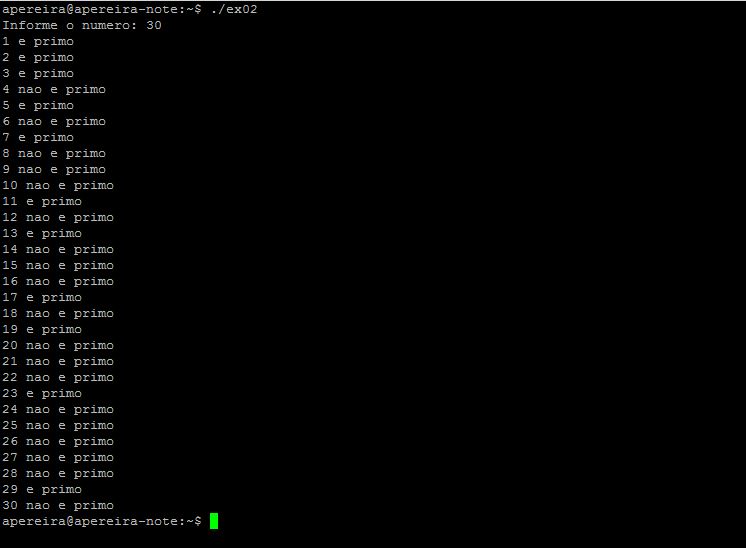 apereira@apereira-note:~$ ./ex02
Informe o numero: 30
1 e primo
2 e primo
3 e primo
4 nao e primo
5 e primo
6 nao e primo
7 e primo
8 nao e primo
9 nao e primo
10 nao e primo
11 e primo
12 nao e primo
13 e primo
14 nao e primo
15 nao e primo
16 nao e primo
17 e primo
18 nao e primo
19 e primo
20 nao e primo
21 nao e primo
22 nao e primo
23 e primo
24 nao e primo
25 nao e primo
26 nao e primo
27 nao e primo
28 nao e primo
29 e primo
30 nao e primo
apereira@apereira-note:~$